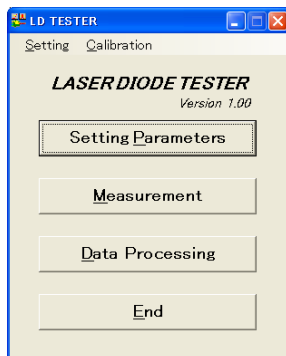 LD TESTER
Setting Calibration
LASER DIODE TESTER
Version 1.00
Setting Parameters
Measurement
Data Processing
End